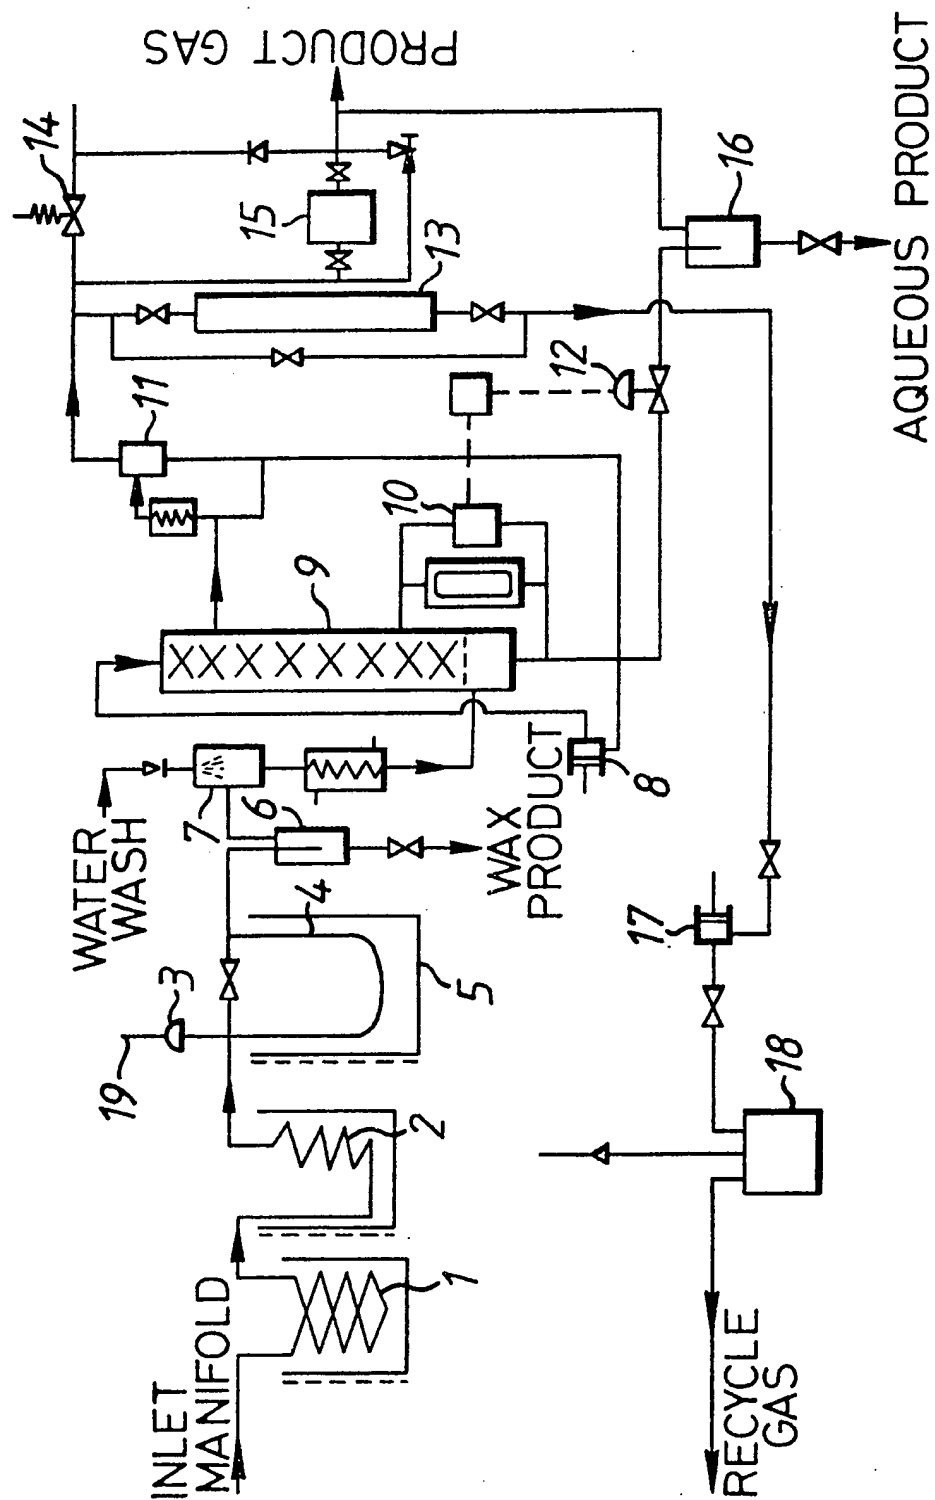 INLET
MANIFOLD
1
2
19
3
4
5
WATER
WASH
7
6
WAX
PRODUCT
8
9
10
11
12
13
14
15
PRODUCT GAS
16
AQUEOUS PRODUCT
17
18
RECYCLE
GAS